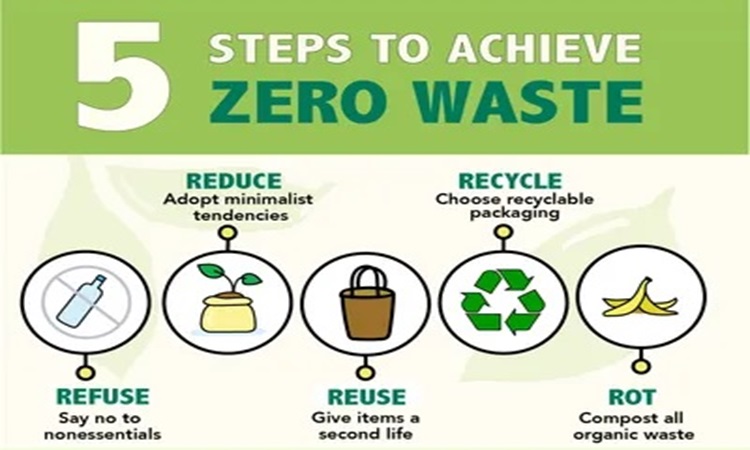 5 STEPS TO ACHIEVE
ZERO WASTE
REDUCE
Adopt minimalist
tendencies
RECYCLE
Choose recyclable
packaging
REFUSE
Say no to
nonessentials
REUSE
Give items a
second life
ROT
Compost all
organic waste